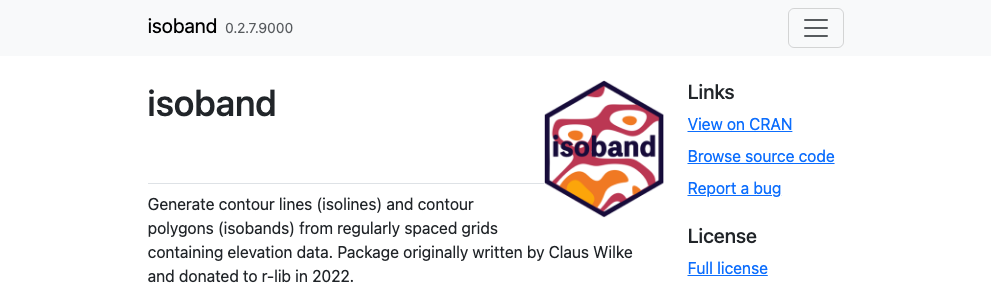 isoband 0.2.7.9000
isoband
isoband
Generate contour lines (isolines) and contour
polygons (isobands) from regularly spaced grids
containing elevation data. Package originally written by Claus Wilke
and donated to r-lib in 2022.
Links
View on CRAN
Browse source code
Report a bug
License
Full license